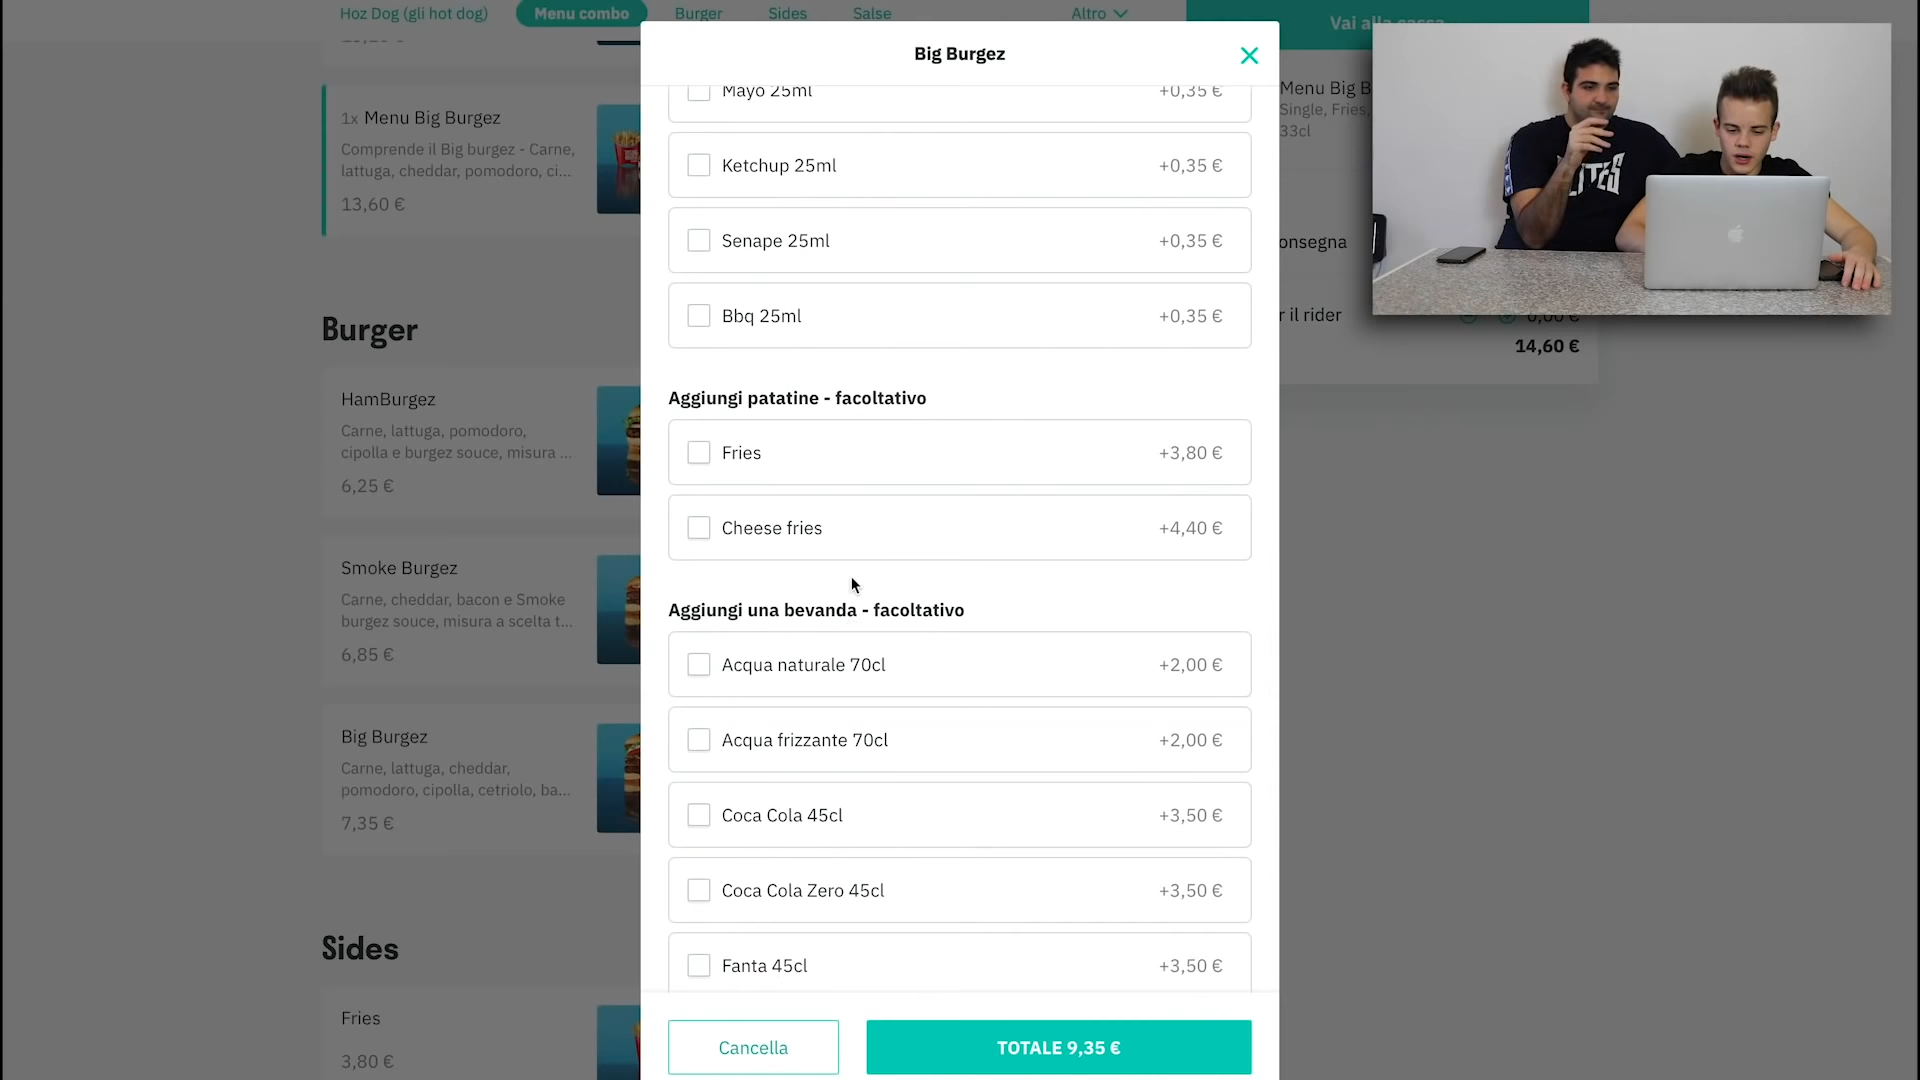 Hoz Dog (gli hot dog)
Menu combo
Burger
Sides
Salse
Altro
1x Menu Big Burgez
Comprende il Big burgez - Carne,
lattuga, cheddar, pomodoro, ci...
13,60 €
Burger
HamBurgez
Carne, lattuga, pomodoro,
cipolla e burgez souce, misura ...
6,25 €
Smoke Burgez
Carne, cheddar, bacon e Smoke
burgez souce, misura a scelta t...
6,85 €
Big Burgez
Carne, lattuga, cheddar,
pomodoro, cipolla, cetriolo, ba...
7,35 €
Sides
Fries
3,80 €
Big Burgez
Mayo 25ml +0,35 €
Ketchup 25ml +0,35 €
Senape 25ml +0,35 €
Bbq 25ml +0,35 €
Aggiungi patatine - facoltativo
Fries +3,80 €
Cheese fries +4,40 €
Aggiungi una bevanda - facoltativo
Acqua naturale 70cl +2,00 €
Acqua frizzante 70cl +2,00 €
Coca Cola 45cl +3,50 €
Coca Cola Zero 45cl +3,50 €
Fanta 45cl +3,50 €
Cancella
TOTALE 9,35 €
Vai alla cassa
Menu Big B
Single, Fries,
33cl
onsegna
r il rider
0,00 €
14,60 €